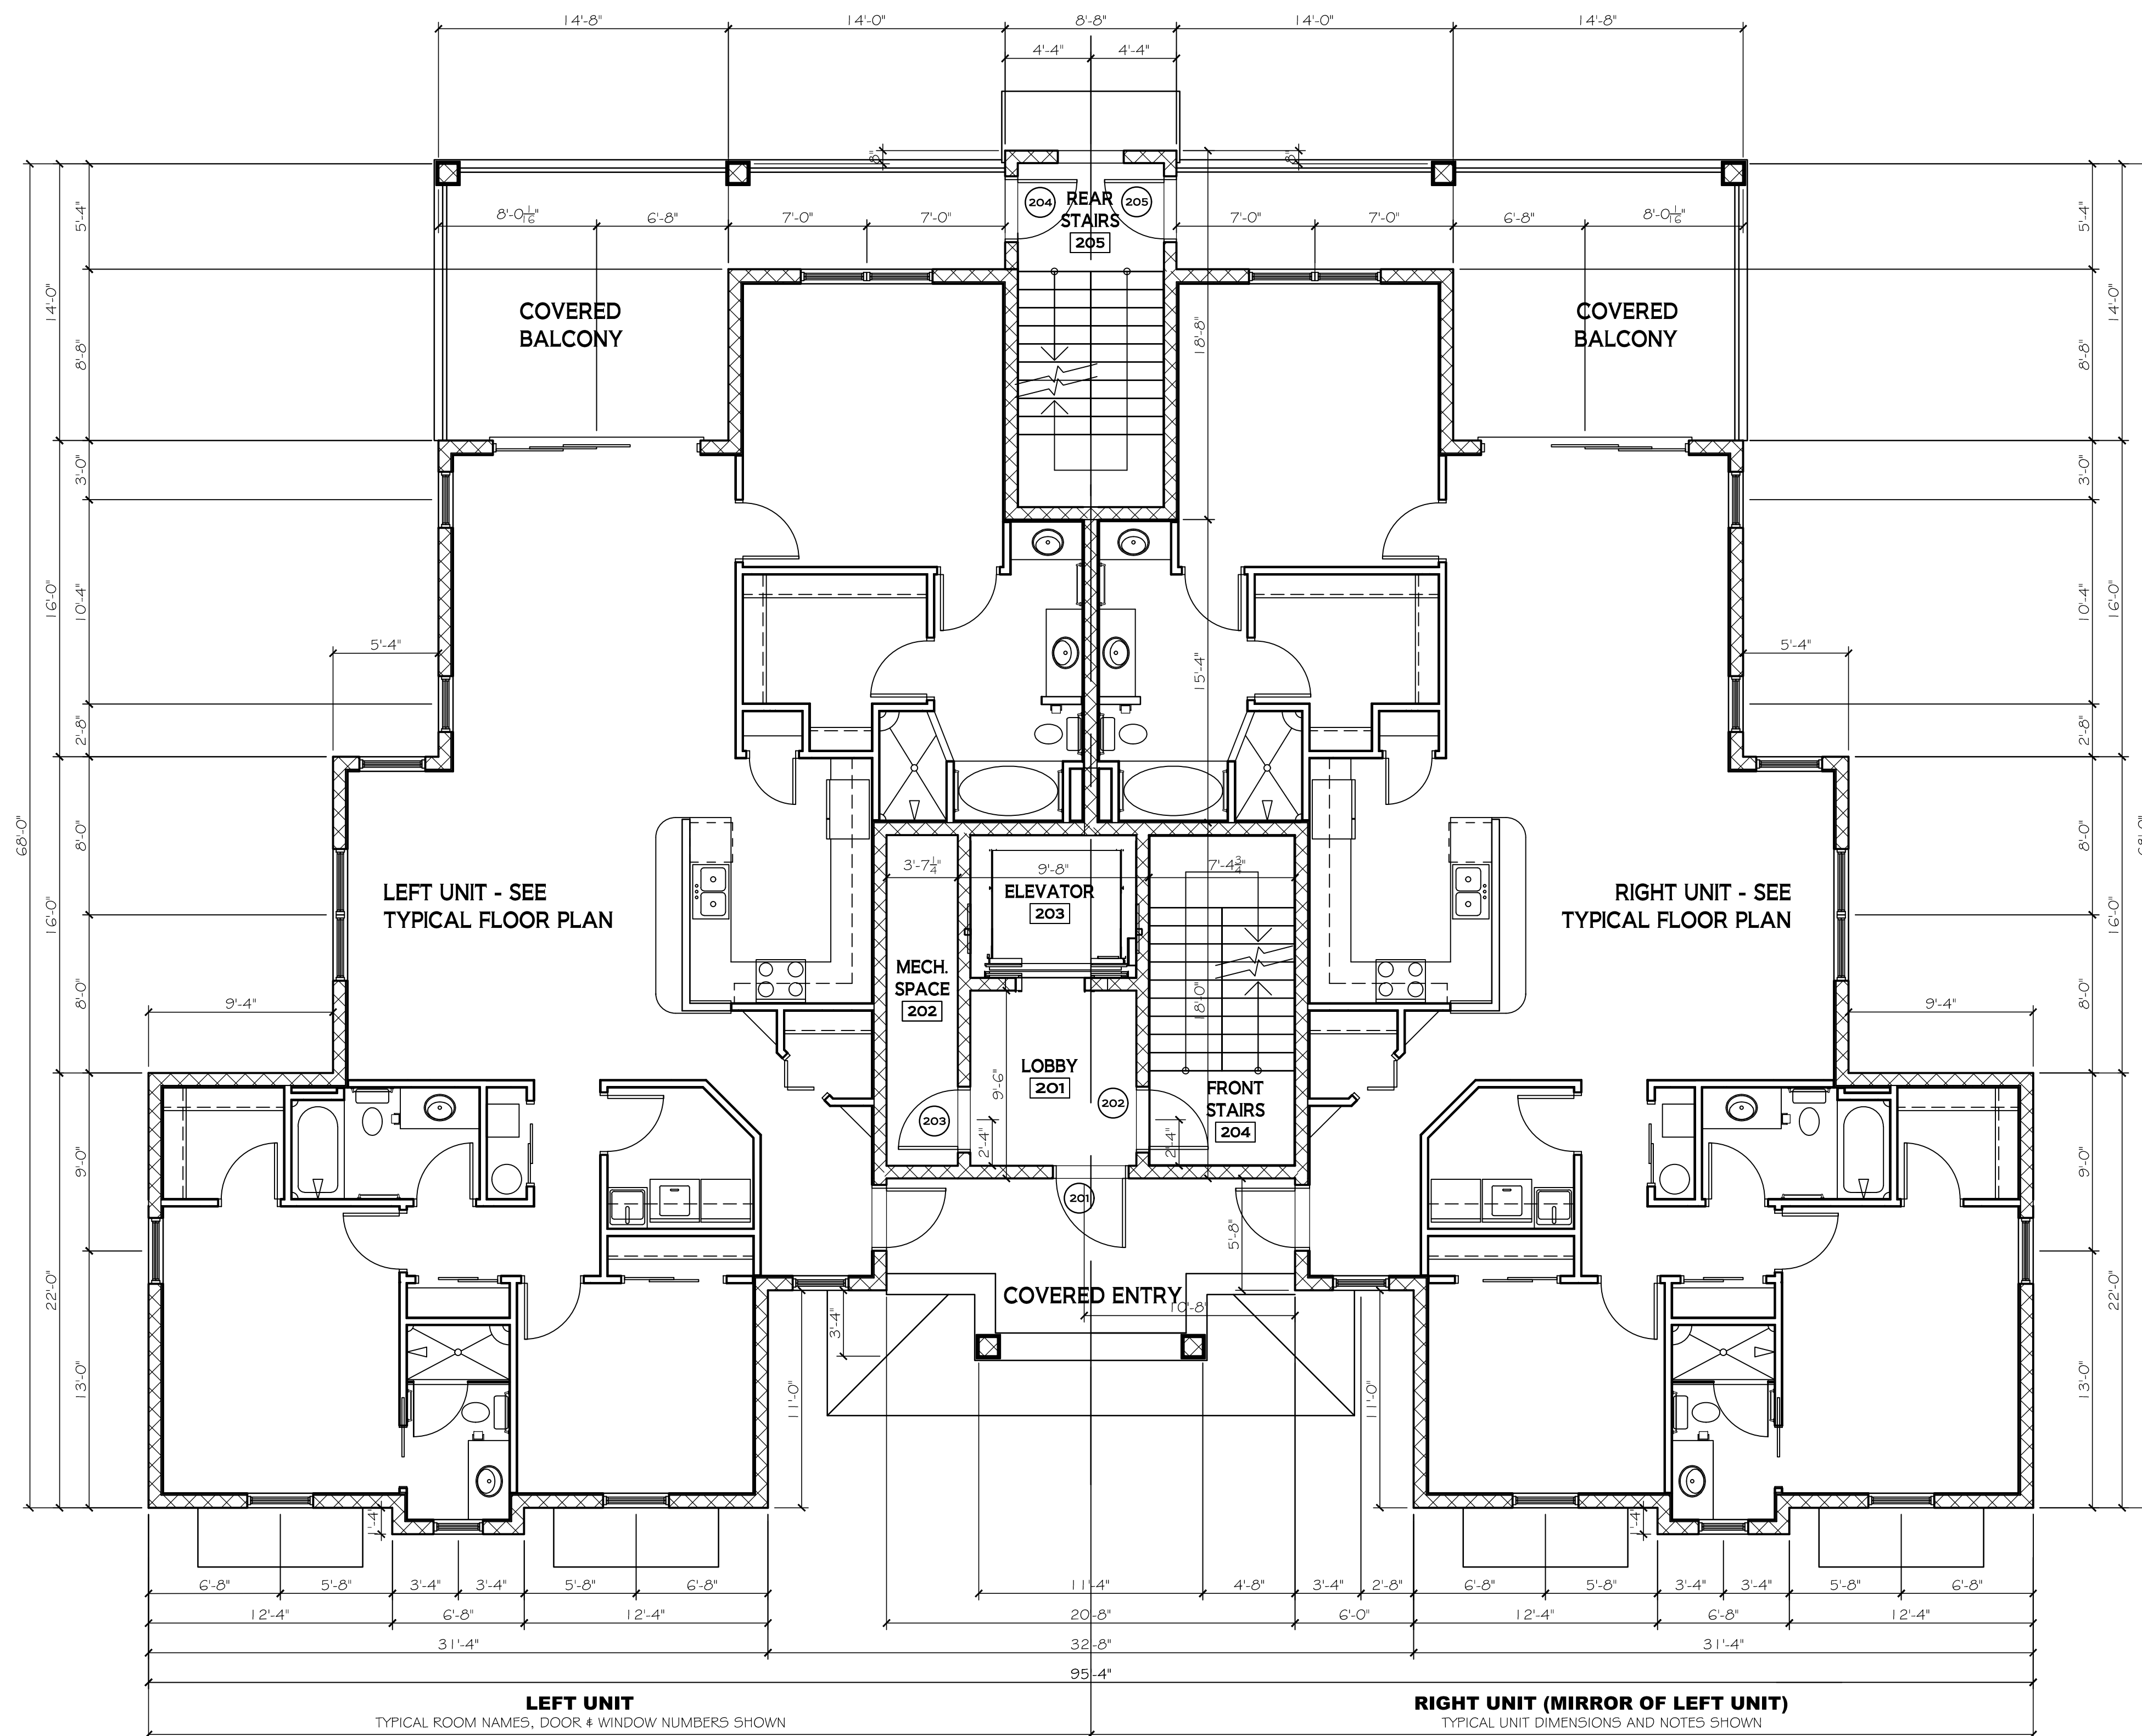 14'-8" 14'-0" 8'-8" 14'-0" 14'-8"
4'-4" 4'-4"
8" 8"
5'-4" 204 REAR 205 5'-4"
STAIRS
205
8'-0 1/16" 6'-8" 7'-0" 7'-0" 7'-0" 7'-0" 6'-8" 8'-0 1/16"
14'-0" COVERED COVERED 14'-0"
BALCONY BALCONY
8'-8" 18'-8" 8'-8"
3'-0" 3'-0"
16'-0" 10'-4" 10'-4" 16'-0"
5'-4" 15'-4" 5'-4"
2'-8" 2'-8"
68'-0" 8'-0" 8'-0"
3'-7 1/4" 9'-8" 7'-4 3/4"
LEFT UNIT - SEE ELEVATOR RIGHT UNIT - SEE
TYPICAL FLOOR PLAN 203 TYPICAL FLOOR PLAN
16'-0" 16'-0"
MECH.
SPACE
202
9'-4" 8'-0" 18'-0" 8'-0" 9'-4"
LOBBY
201
9'-6" 202 FRONT
STAIRS
204
203 2'-4" 2'-4"
9'-0" 9'-0"
201
5'-8"
22'-0" COVERED ENTRY 22'-0"
10'-8"
3'-4"
13'-0" 11'-0" 11'-0" 13'-0"
6'-8" 5'-8" 3'-4" 3'-4" 5'-8" 6'-8" 11'-4" 4'-8" 3'-4" 2'-8" 6'-8" 5'-8" 3'-4" 3'-4" 5'-8" 6'-8"
12'-4" 6'-8" 12'-4" 20'-8" 6'-0" 12'-4" 6'-8" 12'-4"
31'-4" 32'-8" 31'-4"
95'-4"
LEFT UNIT RIGHT UNIT (MIRROR OF LEFT UNIT)
TYPICAL ROOM NAMES, DOOR & WINDOW NUMBERS SHOWN TYPICAL UNIT DIMENSIONS AND NOTES SHOWN